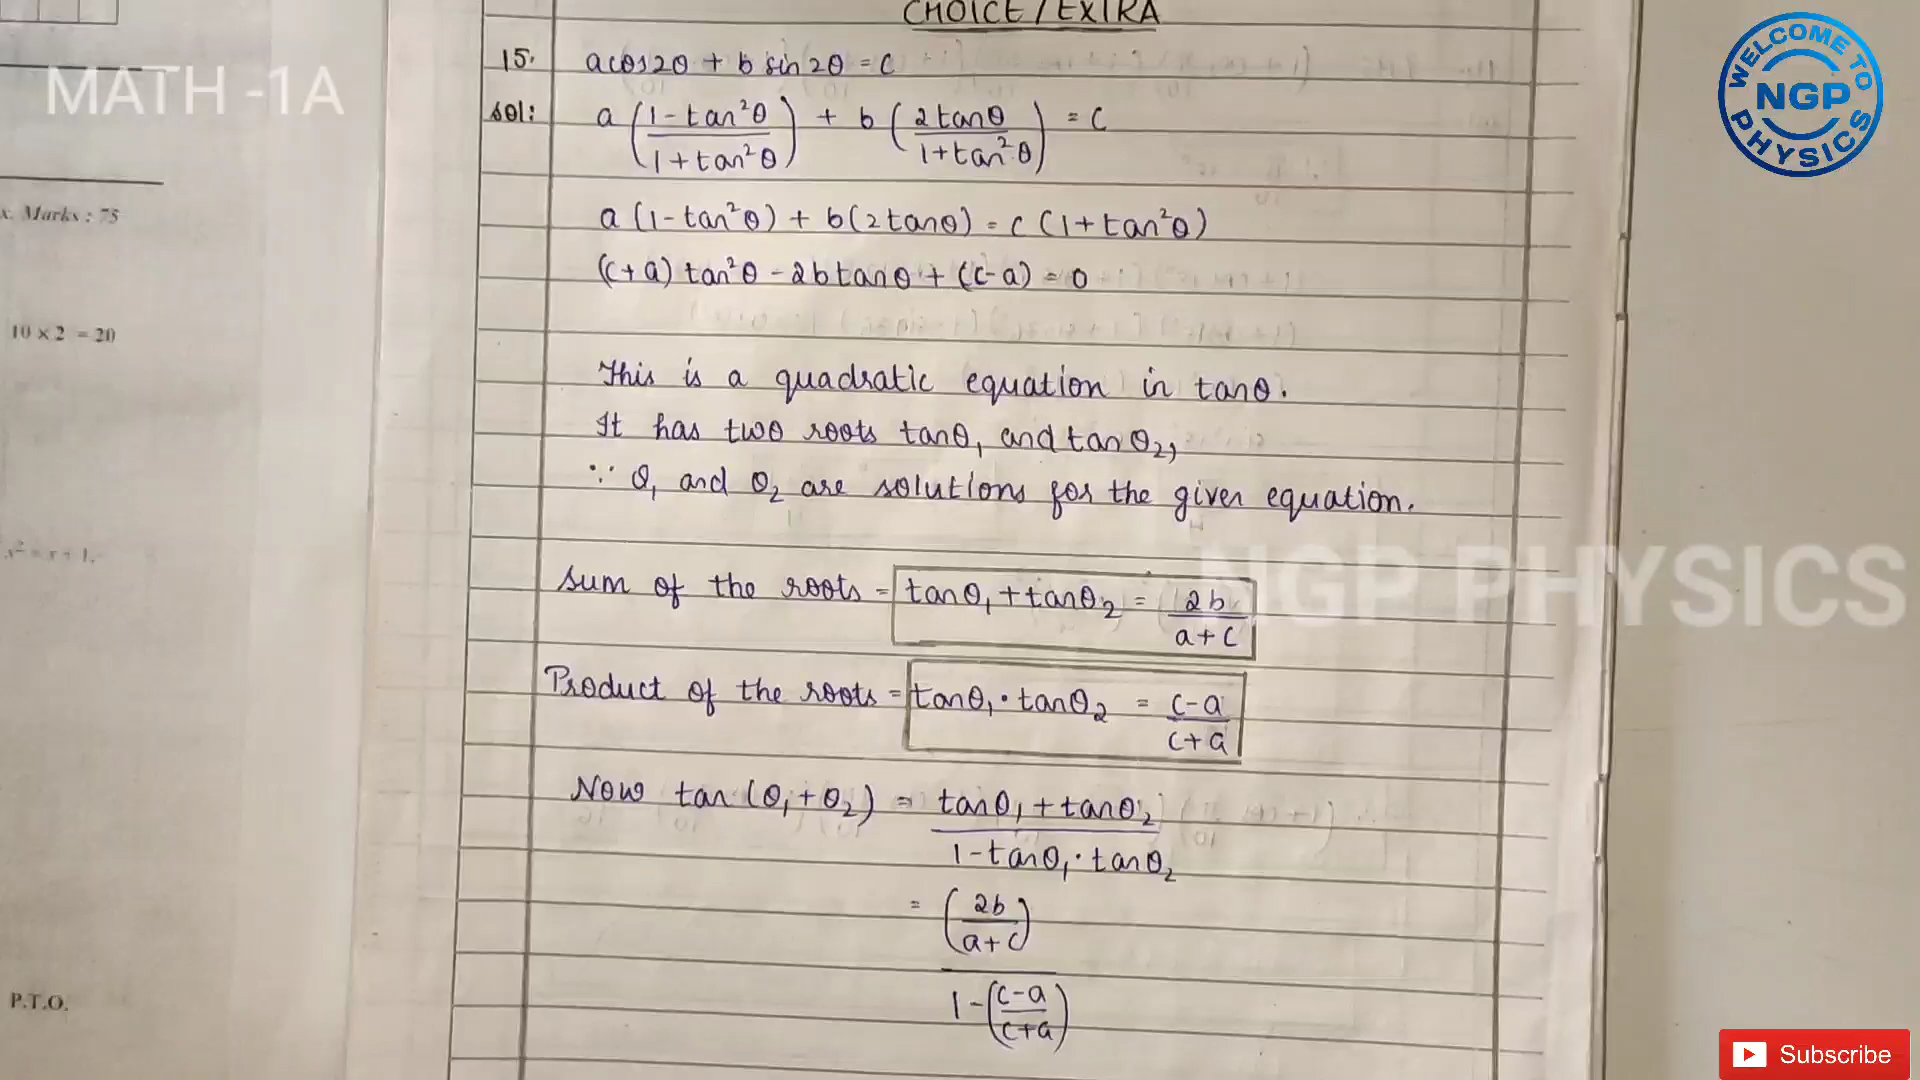 CHOICE/EXTRA
MATH -1A
WELCOME TO
NGP
PHYSICS
x. Marks : 75
10 × 2 = 20
x² = x + 1.
P.T.O.
15. a cos2θ + b sin2θ = c
sol: a ((1 - tan²θ)/(1 + tan²θ)) + b (2tanθ/(1 + tan²θ)) = c
a (1 - tan²θ) + b(2tanθ) = c (1 + tan²θ)
(c+a) tan²θ - 2b tanθ + (c-a) = 0
This is a quadratic equation in tanθ.
It has two roots tanθ₁ and tanθ₂,
∵ θ₁ and θ₂ are solutions for the given equation.
NGP PHYSICS
Sum of the roots = tanθ₁ + tanθ₂ = 2b/(a+c)
Product of the roots = tanθ₁ · tanθ₂ = (c-a)/(c+a)
Now tan(θ₁+θ₂) = (tanθ₁ + tanθ₂)/(1 - tanθ₁ · tanθ₂)
= (2b/(a+c))/(1 - ((c-a)/(c+a)))
Subscribe